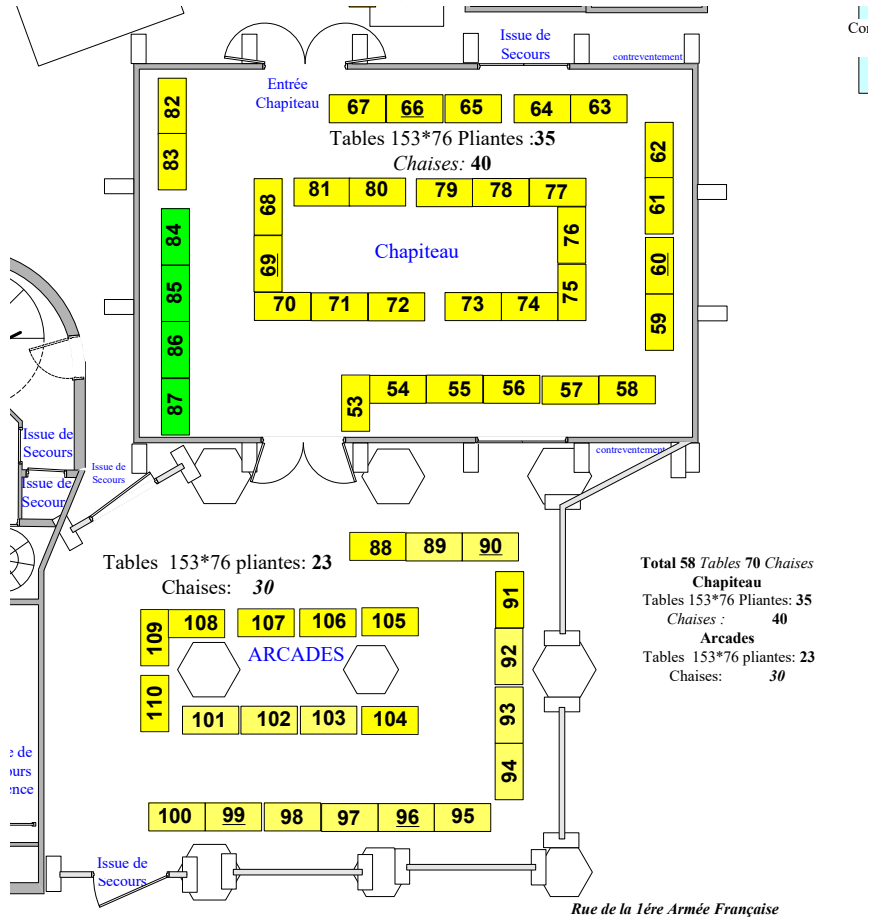 Issue de
Secours
contreventement
Entrée
Chapiteau
82
83
67 66 65 64 63
Tables 153*76 Pliantes :35
Chaises: 40
62
61
60
59
81 80 79 78 77
68
69
76
75
Chapiteau
70 71 72 73 74
84
85
86
87
53
54 55 56 57 58
Issue de
Secours
Issue de
Secour
Issue de
Secours
contreventement
88 89 90
Tables 153*76 pliantes: 23
Chaises: 30
91
92
93
94
109
110
108 107 106 105
ARCADES
101 102 103 104
100 99 98 97 96 95
Total 58 Tables 70 Chaises
Chapiteau
Tables 153*76 Pliantes: 35
Chaises : 40
Arcades
Tables 153*76 pliantes: 23
Chaises: 30
Issue de
Secours
Rue de la 1ére Armée Française